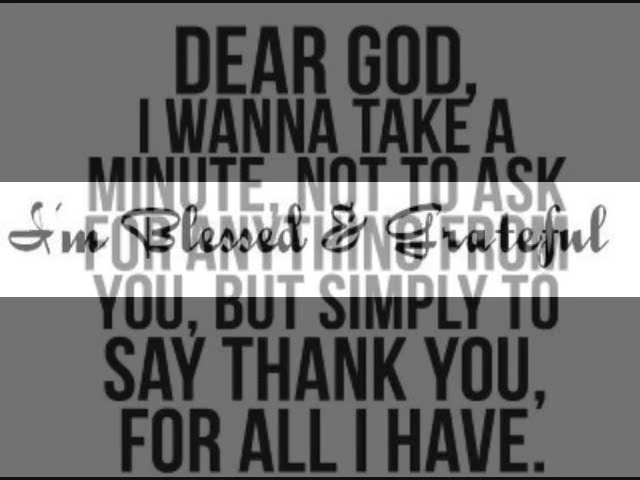 DEAR GOD,
I WANNA TAKE A
MINUTE, NOT TO ASK
I'm Blessed & Grateful
FOR ANYTHING FROM
YOU, BUT SIMPLY TO
SAY THANK YOU,
FOR ALL I HAVE.